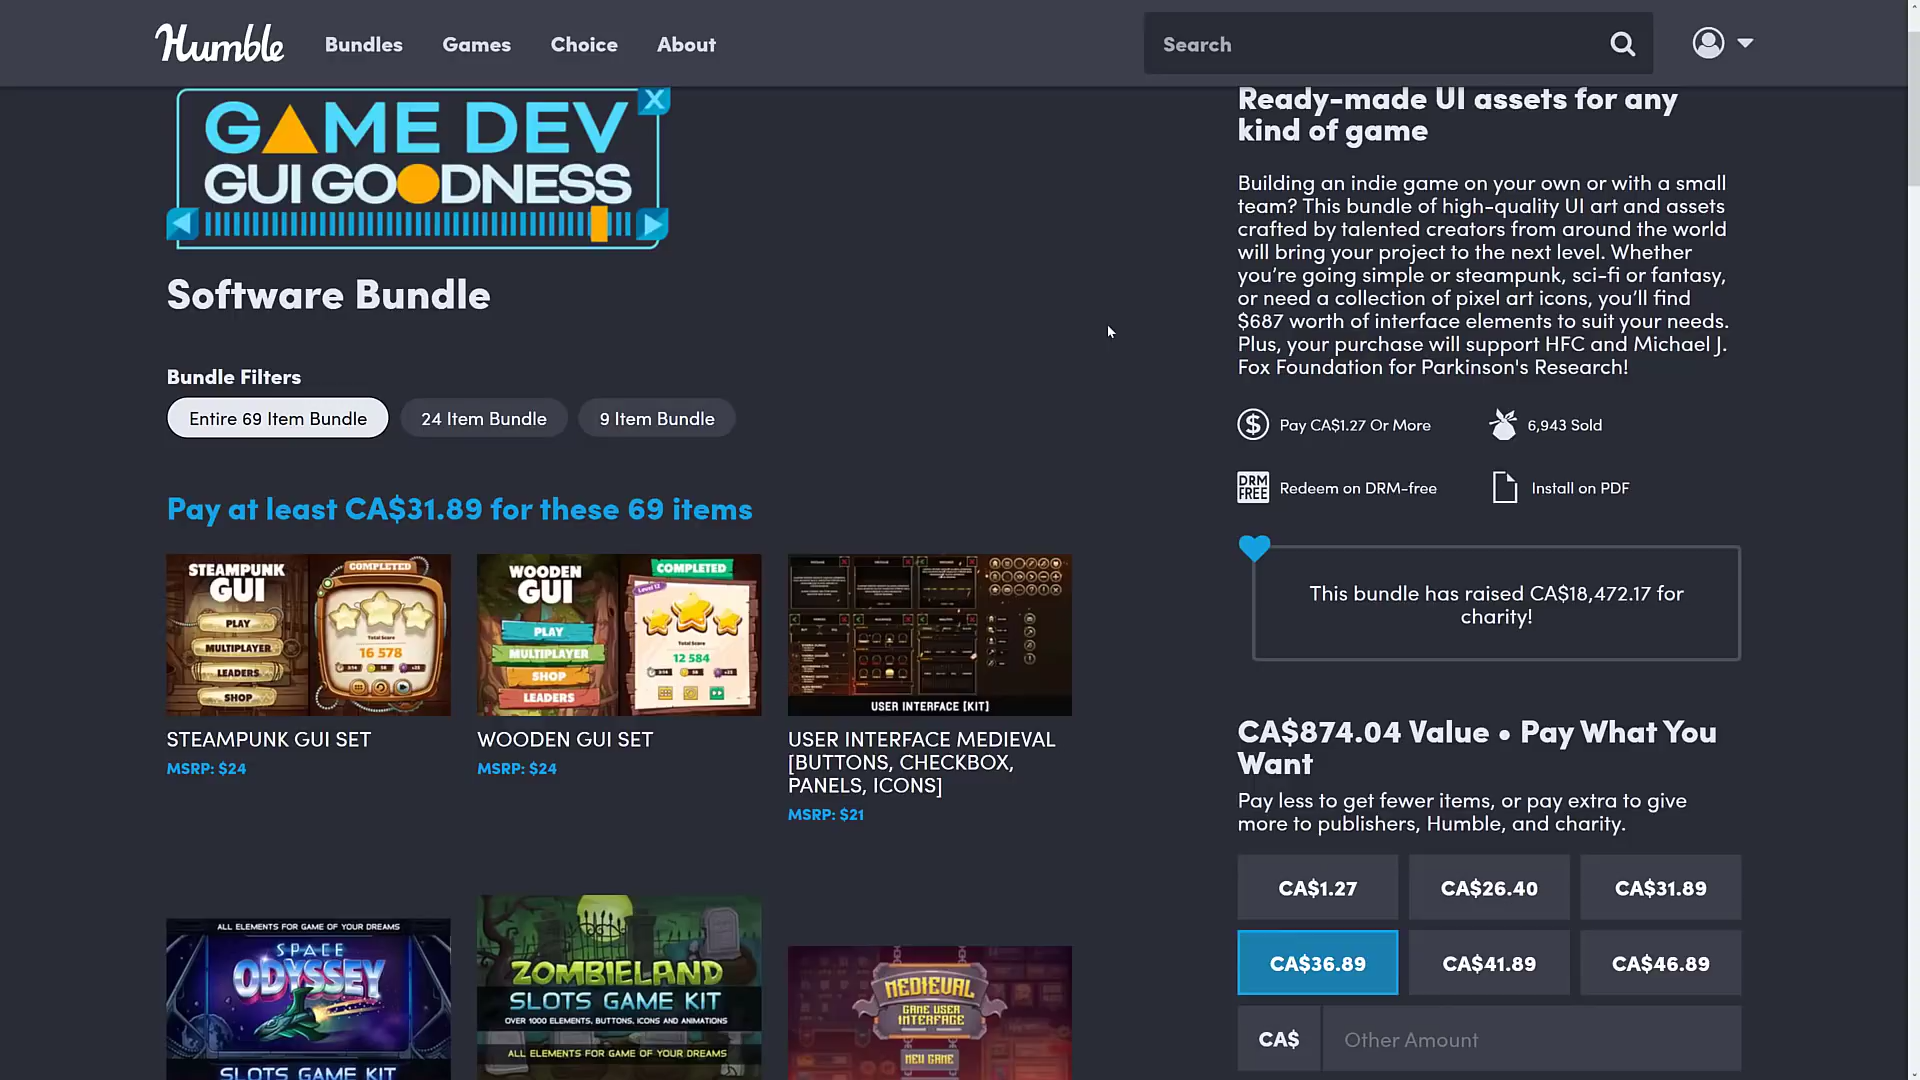 Humble Bundles Games Choice About Search
GAME DEV X
GUI GOODNESS
Software Bundle
Bundle Filters
Entire 69 Item Bundle 24 Item Bundle 9 Item Bundle
Pay at least CA$31.89 for these 69 items
STEAMPUNK
GUI
PLAY
MULTIPLAYER
LEADERS
SHOP
COMPLETED
Total Score
16 578
STEAMPUNK GUI SET
MSRP: $24
WOODEN
GUI
PLAY
MULTIPLAYER
SHOP
LEADERS
COMPLETED
Level 12
Total Score
12 584
WOODEN GUI SET
MSRP: $24
USER INTERFACE [KIT]
USER INTERFACE MEDIEVAL
[BUTTONS, CHECKBOX,
PANELS, ICONS]
MSRP: $21
ALL ELEMENTS FOR GAME OF YOUR DREAMS
SPACE
ODYSSEY
SLOTS GAME KIT
ZOMBIELAND
SLOTS GAME KIT
OVER 1000 ELEMENTS, BUTTONS, ICONS AND ANIMATIONS
ALL ELEMENTS FOR GAME OF YOUR DREAMS
MEDIEVAL
GAME USER
INTERFACE
NEW GAME
Ready-made UI assets for any
kind of game
Building an indie game on your own or with a small
team? This bundle of high-quality UI art and assets
crafted by talented creators from around the world
will bring your project to the next level. Whether
you're going simple or steampunk, sci-fi or fantasy,
or need a collection of pixel art icons, you'll find
$687 worth of interface elements to suit your needs.
Plus, your purchase will support HFC and Michael J.
Fox Foundation for Parkinson's Research!
$ Pay CA$1.27 Or More 6,943 Sold
DRM
FREE
Redeem on DRM-free Install on PDF
This bundle has raised CA$18,472.17 for
charity!
CA$874.04 Value • Pay What You
Want
Pay less to get fewer items, or pay extra to give
more to publishers, Humble, and charity.
CA$1.27 CA$26.40 CA$31.89
CA$36.89 CA$41.89 CA$46.89
CA$ Other Amount